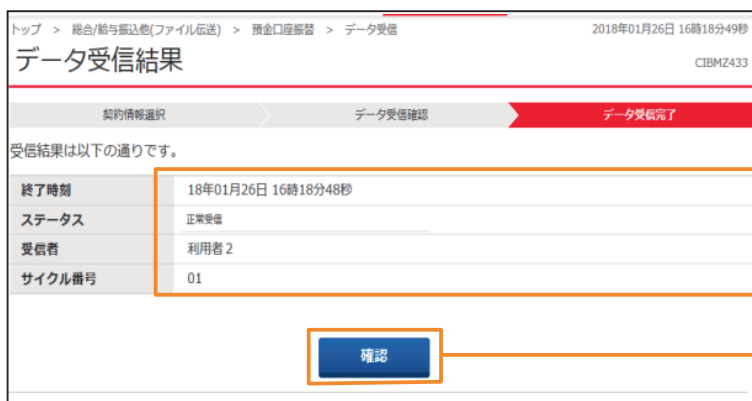 トップ > 総合/給与振込他(ファイル伝送) > 預金口座振替 > データ受信
2018年01月26日 16時18分49秒
データ受信結果
CIBMZ433
契約情報選択
データ受信確認
データ受信完了
受信結果は以下の通りです。
終了時刻 18年01月26日 16時18分48秒
ステータス 正常受信
受信者 利用者2
サイクル番号 01
確認